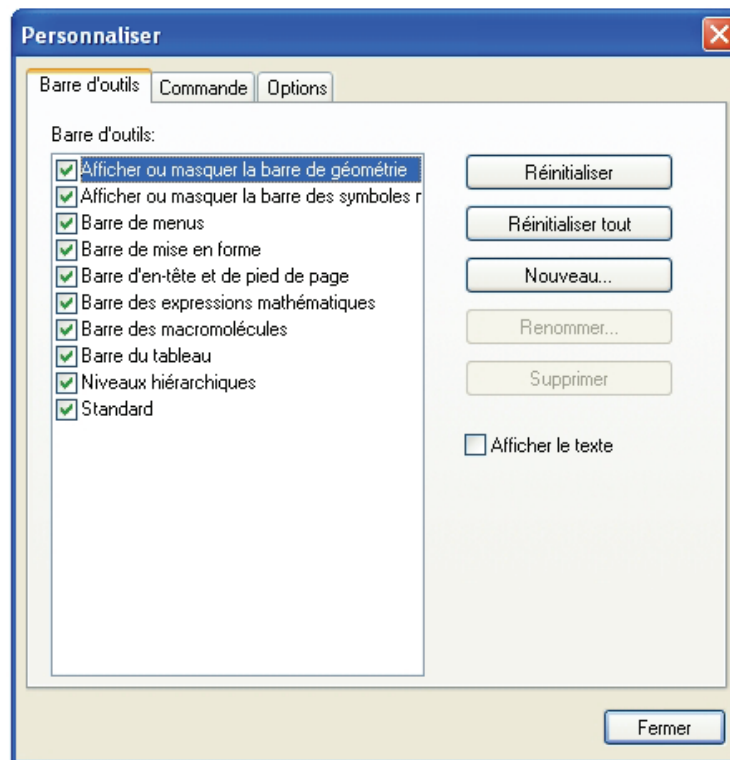 Personnaliser
Barre d'outils
Commande
Options
Barre d'outils:
Afficher ou masquer la barre de géométrie
Afficher ou masquer la barre des symboles
Barre de menus
Barre de mise en forme
Barre d'en-tête et de pied de page
Barre des expressions mathématiques
Barre des macromolécules
Barre du tableau
Niveaux hiérarchiques
Standard
Réinitialiser
Réinitialiser tout
Nouveau...
Renommer...
Supprimer
Afficher le texte
Fermer